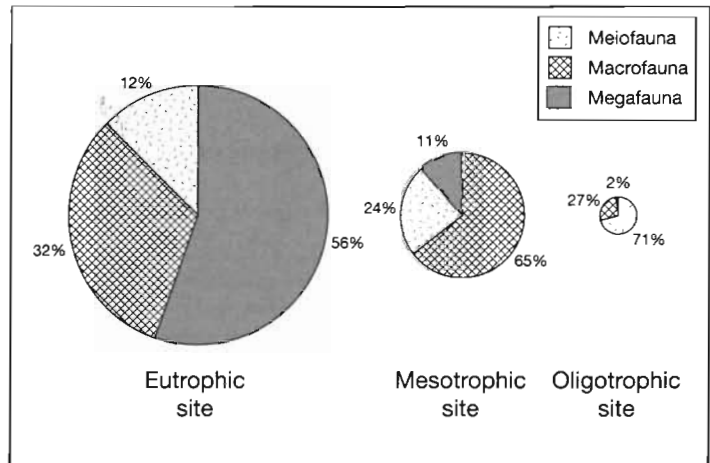 Meiofauna
Macrofauna
Megafauna
12%
32%
56%
11%
24%
65%
2%
27%
71%
Eutrophic
site
Mesotrophic
site
Oligotrophic
site